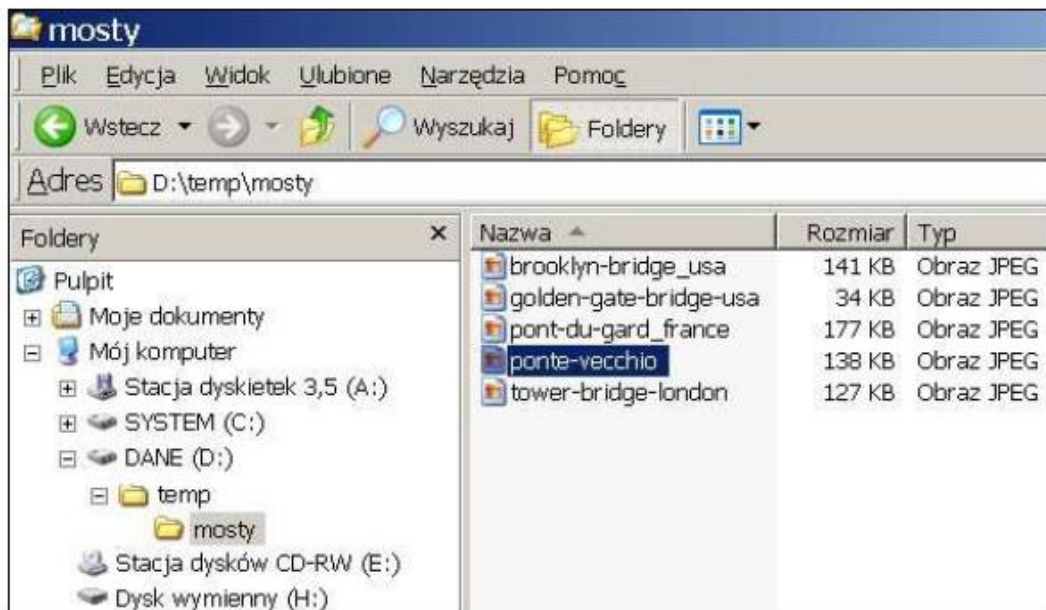 mosty
Plik Edycja Widok Ulubione Narzędzia Pomoc
Wstecz Wyszukaj Foldery
Adres D:\temp\mosty
Foldery ×
Pulpit
Moje dokumenty
Mój komputer
Stacja dyskietek 3,5 (A:)
SYSTEM (C:)
DANE (D:)
temp
mosty
Stacja dysków CD-RW (E:)
Dysk wymienny (H:)
Nazwa Rozmiar Typ
brooklyn-bridge_usa 141 KB Obraz JPEG
golden-gate-bridge-usa 34 KB Obraz JPEG
pont-du-gard_france 177 KB Obraz JPEG
ponte-vecchio 138 KB Obraz JPEG
tower-bridge-london 127 KB Obraz JPEG